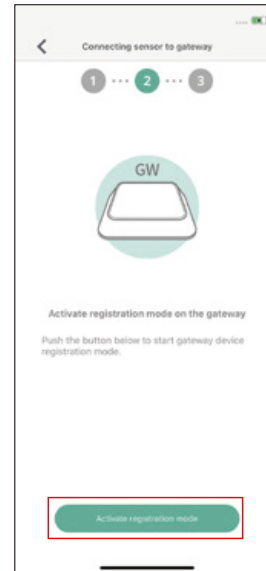 Connecting sensor to gateway
1 ... 2 ... 3
GW
Activate registration mode on the gateway
Push the button below to start gateway device
registration mode.
Activate registration mode